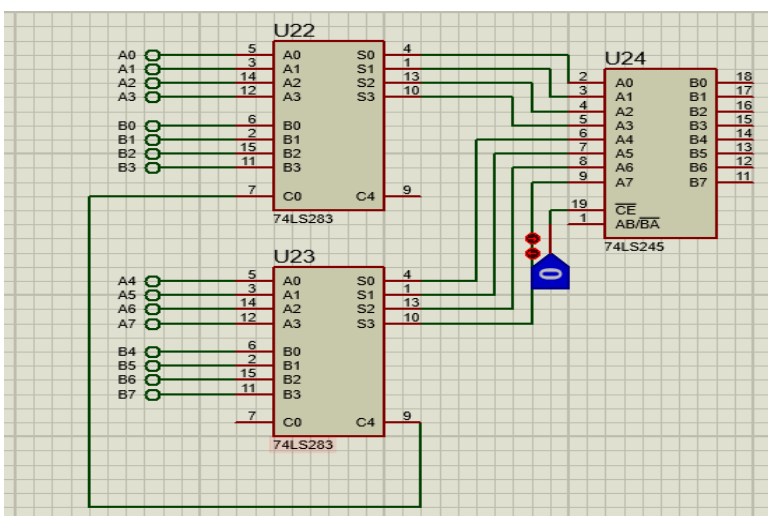 U22
A0 5 A0 S0 4
A1 3 A1 S1 1
A2 14 A2 S2 13
A3 12 A3 S3 10
B0 6 B0
B1 2 B1
B2 15 B2
B3 11 B3
7 C0 C4 9
74LS283
U24
2 A0 B0 18
3 A1 B1 17
4 A2 B2 16
5 A3 B3 15
6 A4 B4 14
7 A5 B5 13
8 A6 B6 12
9 A7 B7 11
19 CE
1 AB/BA
74LS245
0
U23
A4 5 A0 S0 4
A5 3 A1 S1 1
A6 14 A2 S2 13
A7 12 A3 S3 10
B4 6 B0
B5 2 B1
B6 15 B2
B7 11 B3
7 C0 C4 9
74LS283